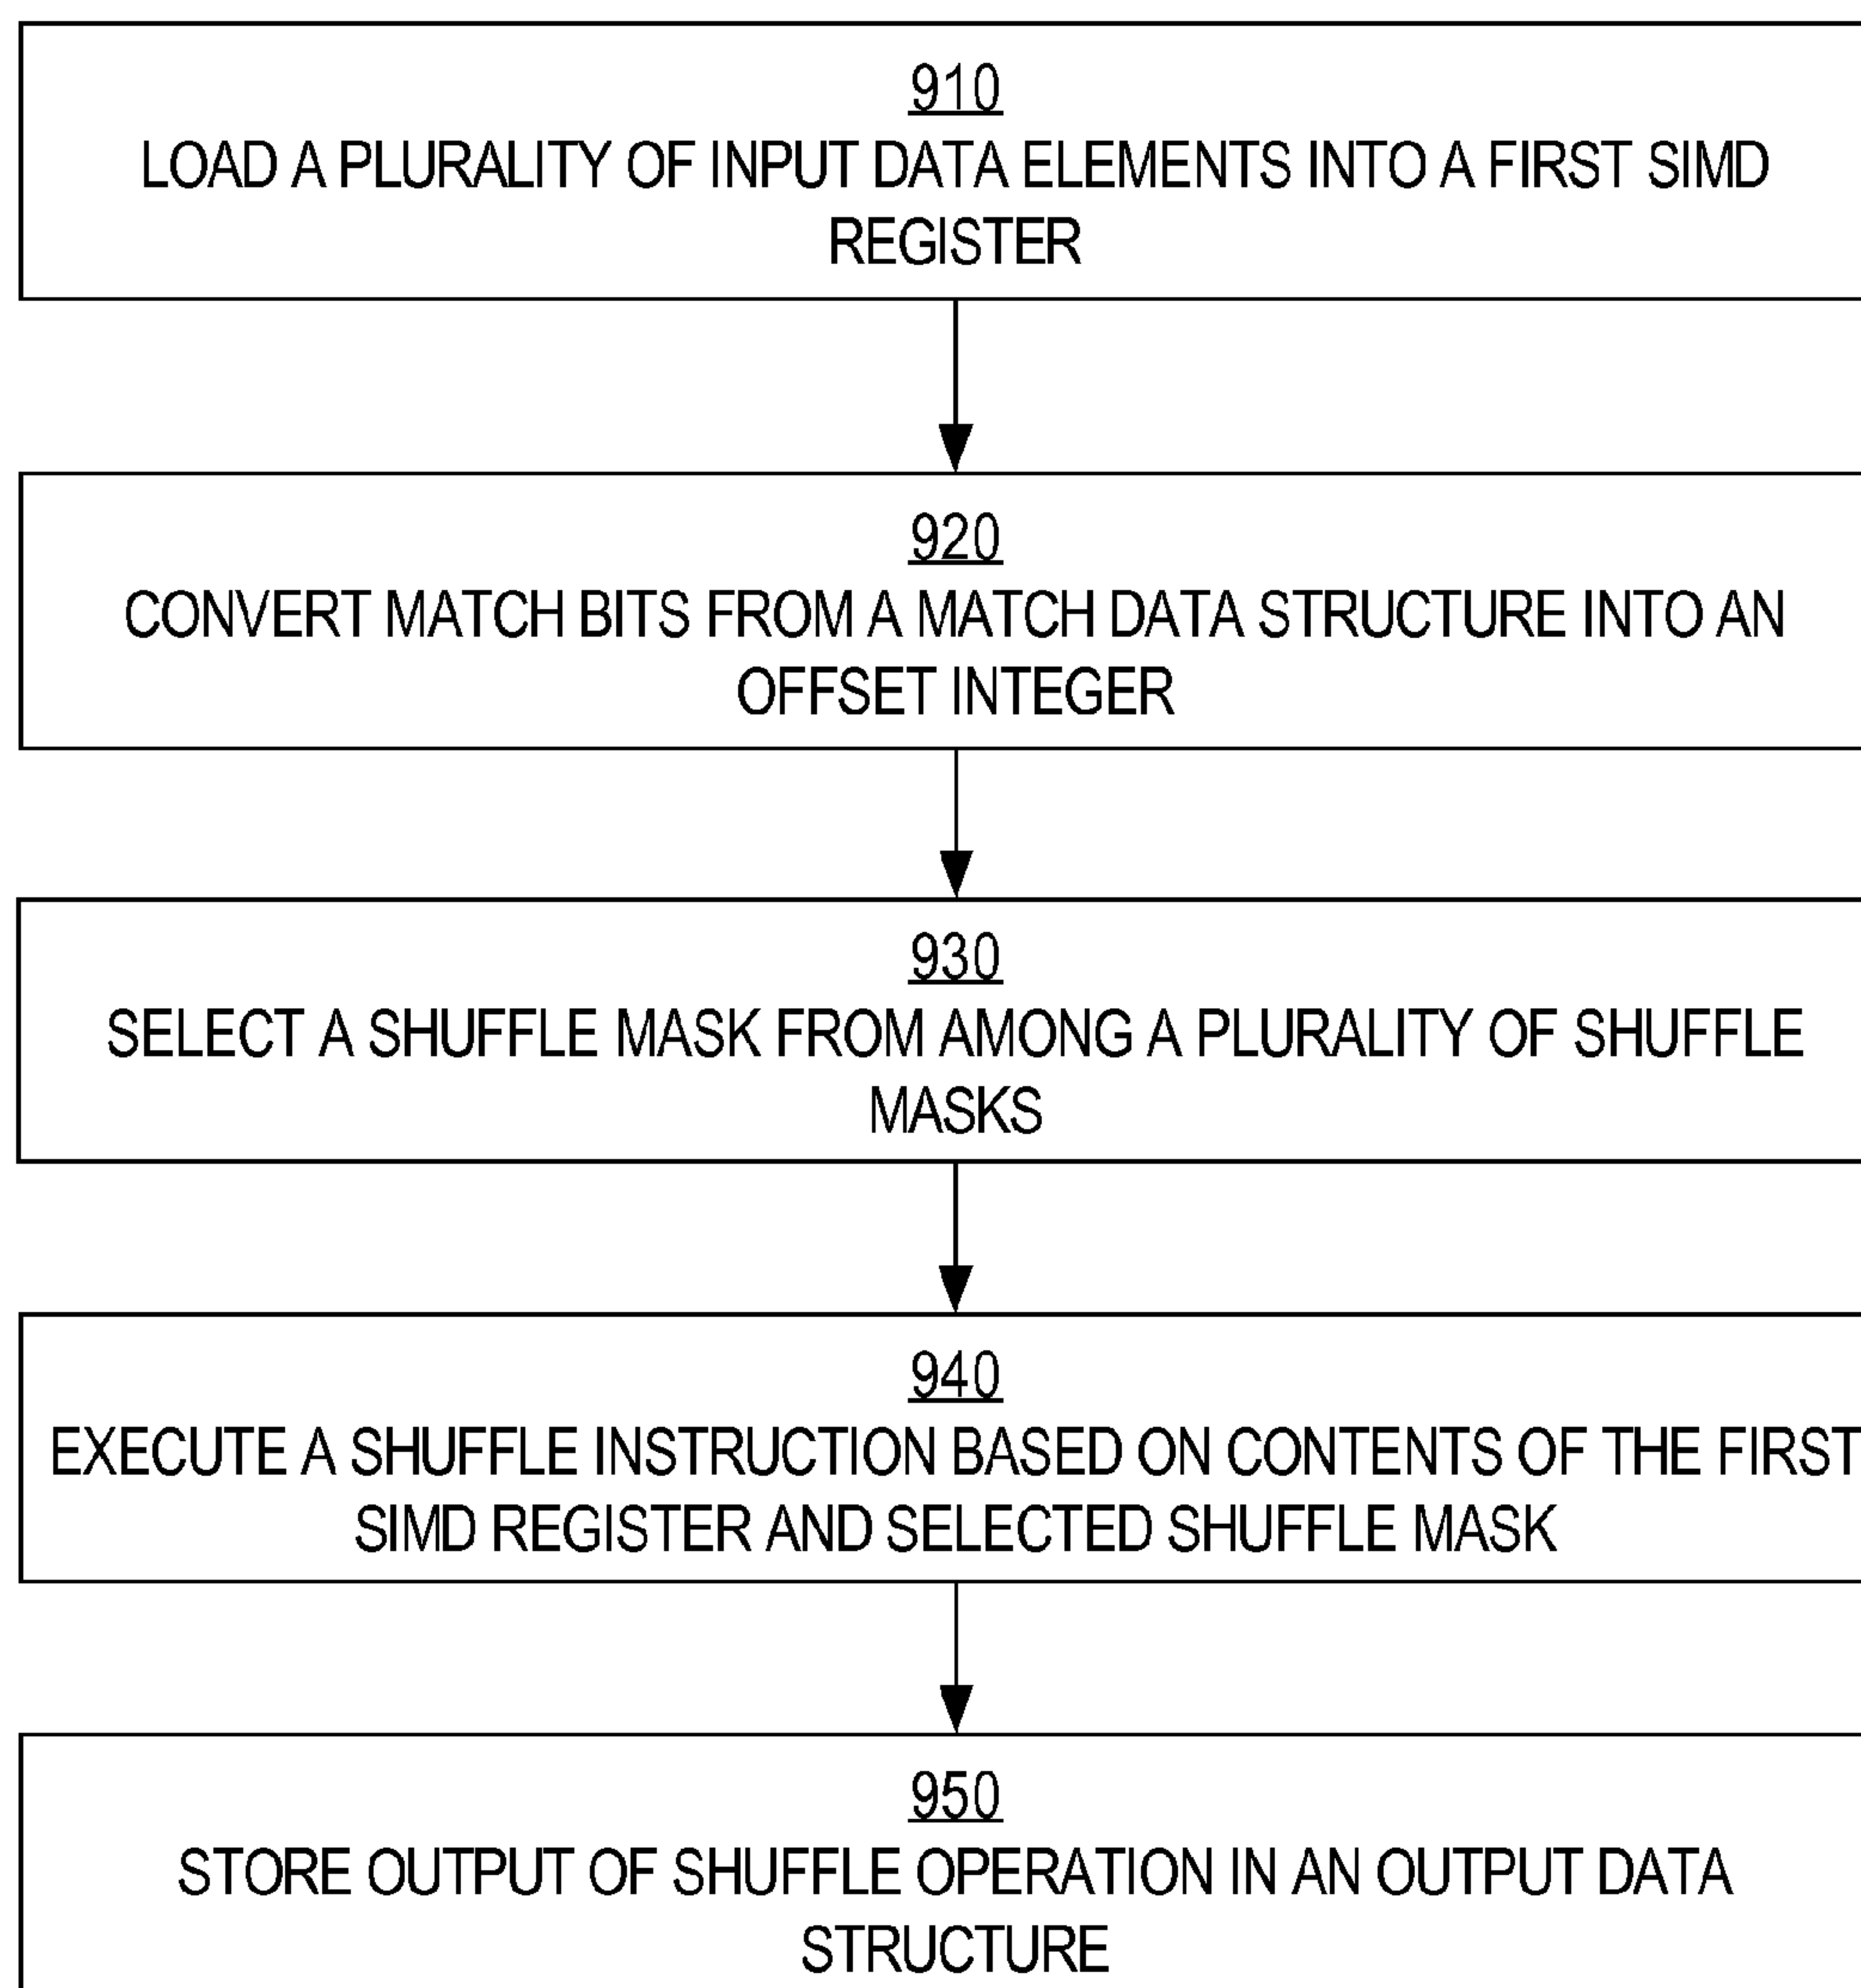 910
LOAD A PLURALITY OF INPUT DATA ELEMENTS INTO A FIRST SIMD
REGISTER
920
CONVERT MATCH BITS FROM A MATCH DATA STRUCTURE INTO AN
OFFSET INTEGER
930
SELECT A SHUFFLE MASK FROM AMONG A PLURALITY OF SHUFFLE
MASKS
940
EXECUTE A SHUFFLE INSTRUCTION BASED ON CONTENTS OF THE FIRST
SIMD REGISTER AND SELECTED SHUFFLE MASK
950
STORE OUTPUT OF SHUFFLE OPERATION IN AN OUTPUT DATA
STRUCTURE